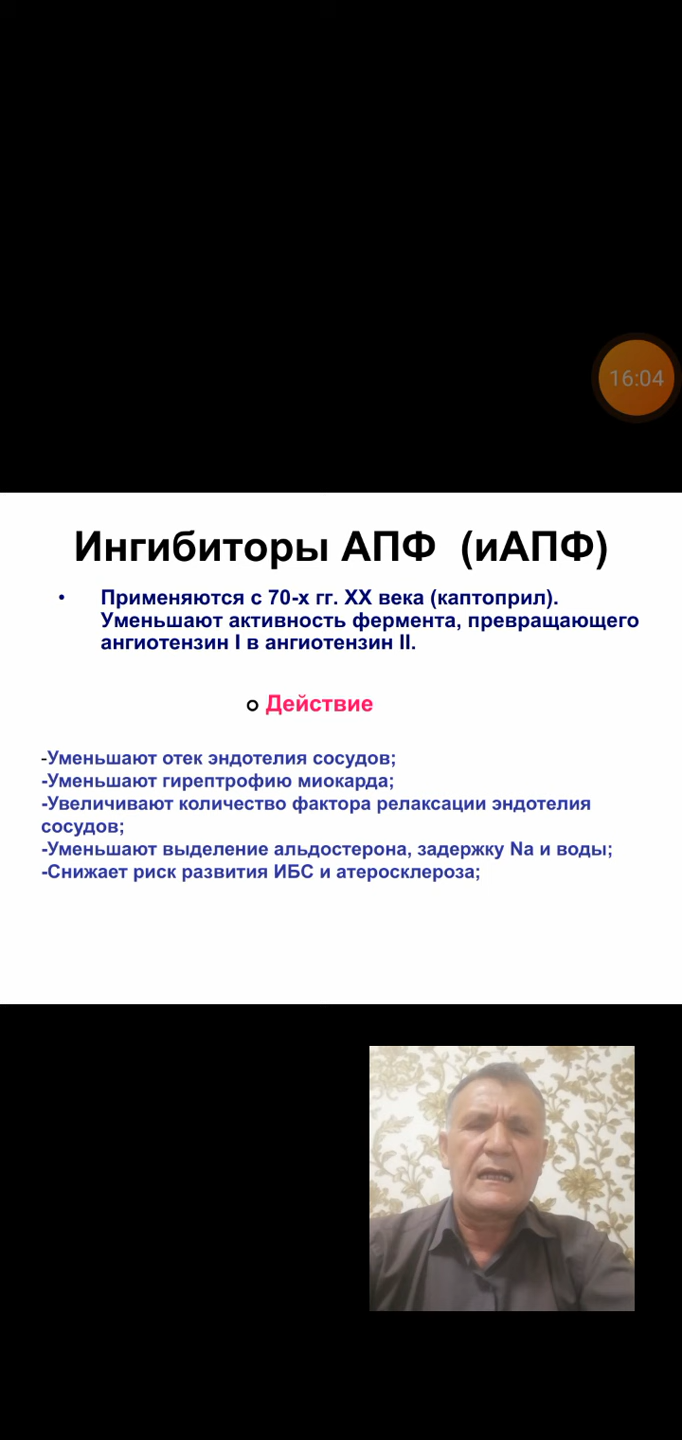 16:04
Ингибиторы АПФ (иАПФ)
• Применяются с 70-х гг. XX века (каптоприл).
Уменьшают активность фермента, превращающего
ангиотензин I в ангиотензин II.
Действие
-Уменьшают отек эндотелия сосудов;
-Уменьшают гирептрофию миокарда;
-Увеличивают количество фактора релаксации эндотелия
сосудов;
-Уменьшают выделение альдостерона, задержку Na и воды;
-Снижает риск развития ИБС и атеросклероза;